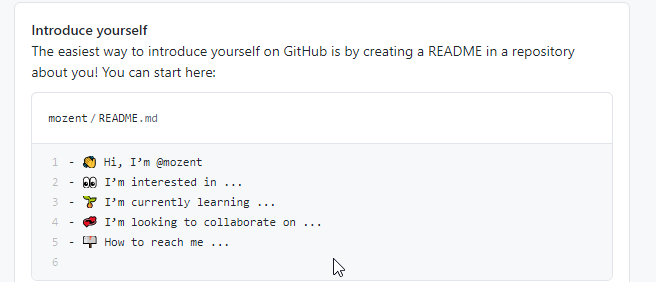 Introduce yourself
The easiest way to introduce yourself on GitHub is by creating a README in a repository
about you! You can start here:
mozent / README.md
1 - 👋 Hi, I’m @mozent
2 - 👀 I’m interested in ...
3 - 🌱 I’m currently learning ...
4 - 💞️ I’m looking to collaborate on ...
5 - 📫 How to reach me ...
6